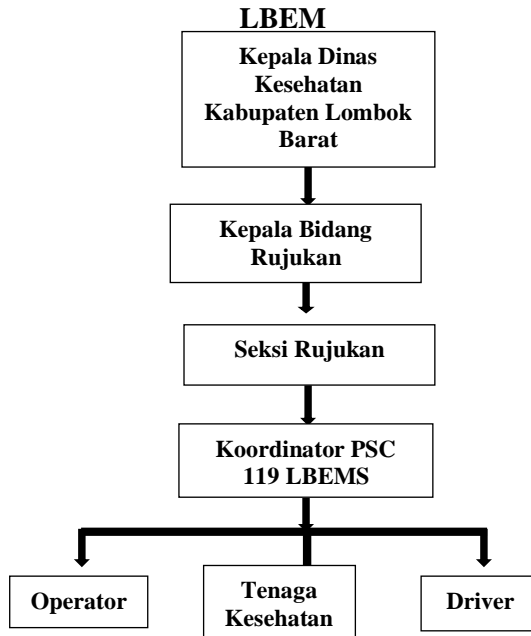 LBEM
Kepala Dinas
Kesehatan
Kabupaten Lombok
Barat
Kepala Bidang
Rujukan
Seksi Rujukan
Koordinator PSC
119 LBEMS
Operator
Tenaga
Kesehatan
Driver